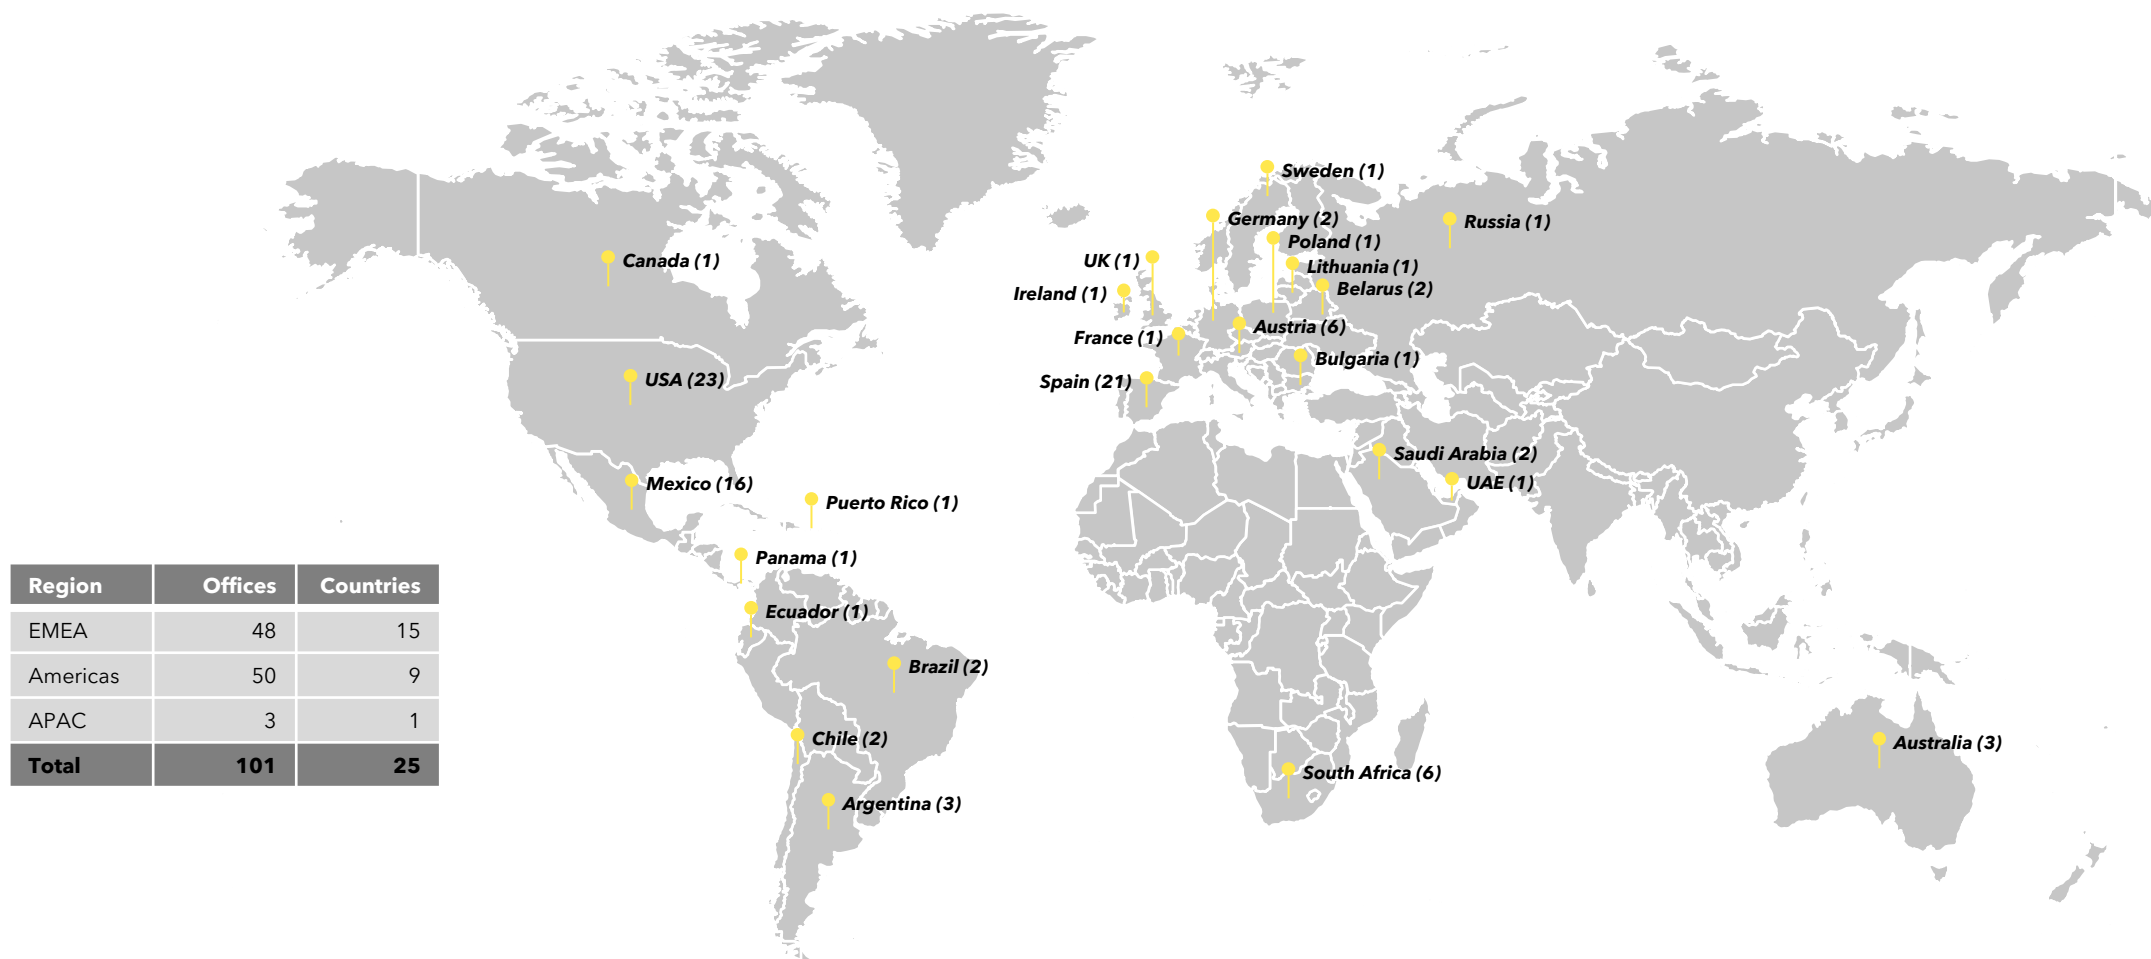 Sweden (1)
Germany (2)
Russia (1)
Poland (1)
Canada (1)
UK (1)
Lithuania (1)
Belarus (2)
Ireland (1)
Austria (6)
France (1)
Bulgaria (1)
USA (23)
Spain (21)
Saudi Arabia (2)
Mexico (16)
UAE (1)
Puerto Rico (1)
Panama (1)
Ecuador (1)
Brazil (2)
Chile (2)
Australia (3)
South Africa (6)
Argentina (3)
Region Offices Countries
EMEA 48 15
Americas 50 9
APAC 3 1
Total 101 25